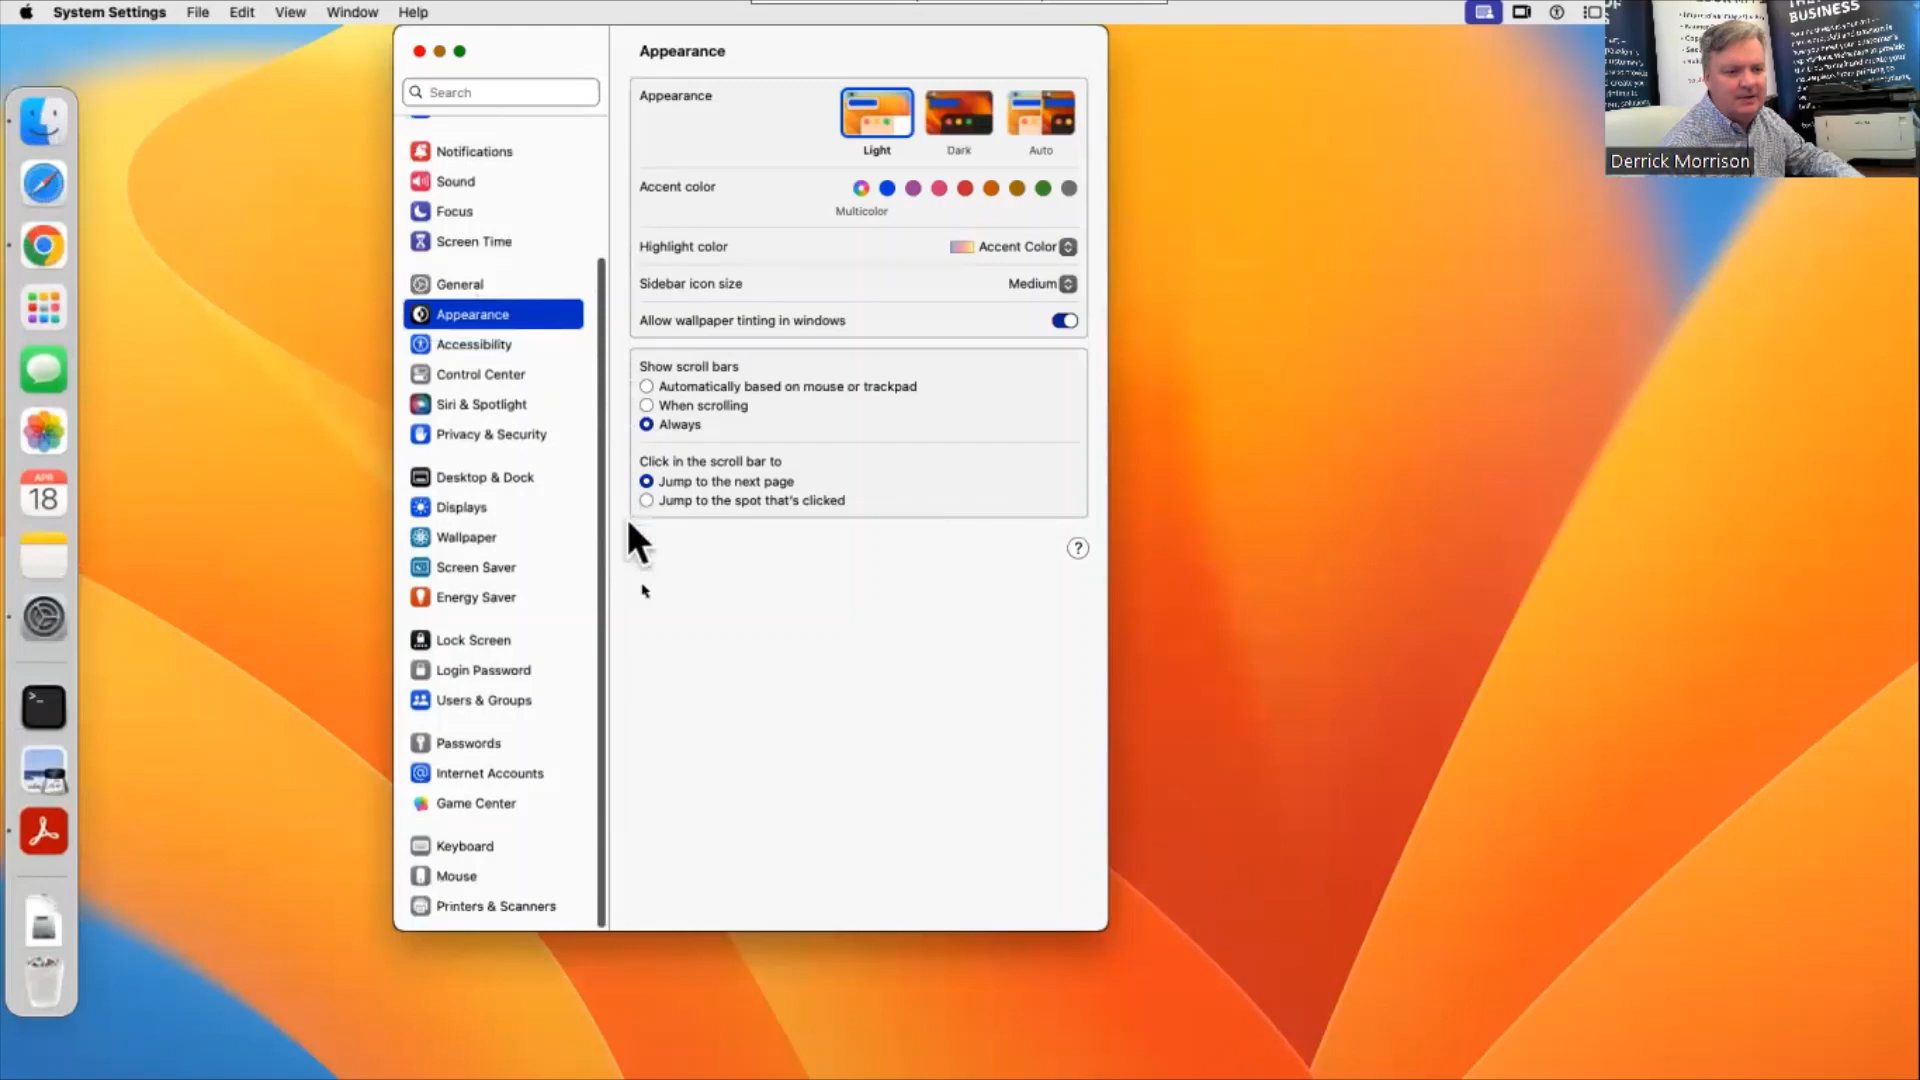 System Settings File Edit View Window Help
BUSINESS
Derrick Morrison
Appearance
Search
Appearance
Light
Dark
Auto
Accent color
Multicolor
Highlight color
Accent Color
Sidebar icon size
Medium
Allow wallpaper tinting in windows
Show scroll bars
Automatically based on mouse or trackpad
When scrolling
Always
Click in the scroll bar to
Jump to the next page
Jump to the spot that's clicked
?
Notifications
Sound
Focus
Screen Time
General
Appearance
Accessibility
Control Center
Siri & Spotlight
Privacy & Security
Desktop & Dock
Displays
Wallpaper
Screen Saver
Energy Saver
Lock Screen
Login Password
Users & Groups
Passwords
Internet Accounts
Game Center
Keyboard
Mouse
Printers & Scanners
APR
18